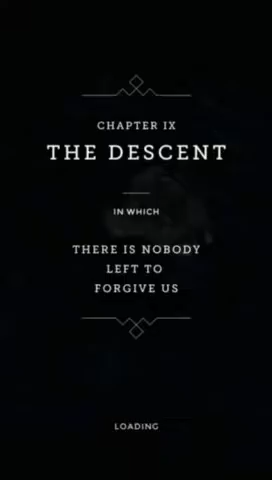 CHAPTER IX
THE DESCENT
IN WHICH
THERE IS NOBODY
LEFT TO
FORGIVE US
LOADING